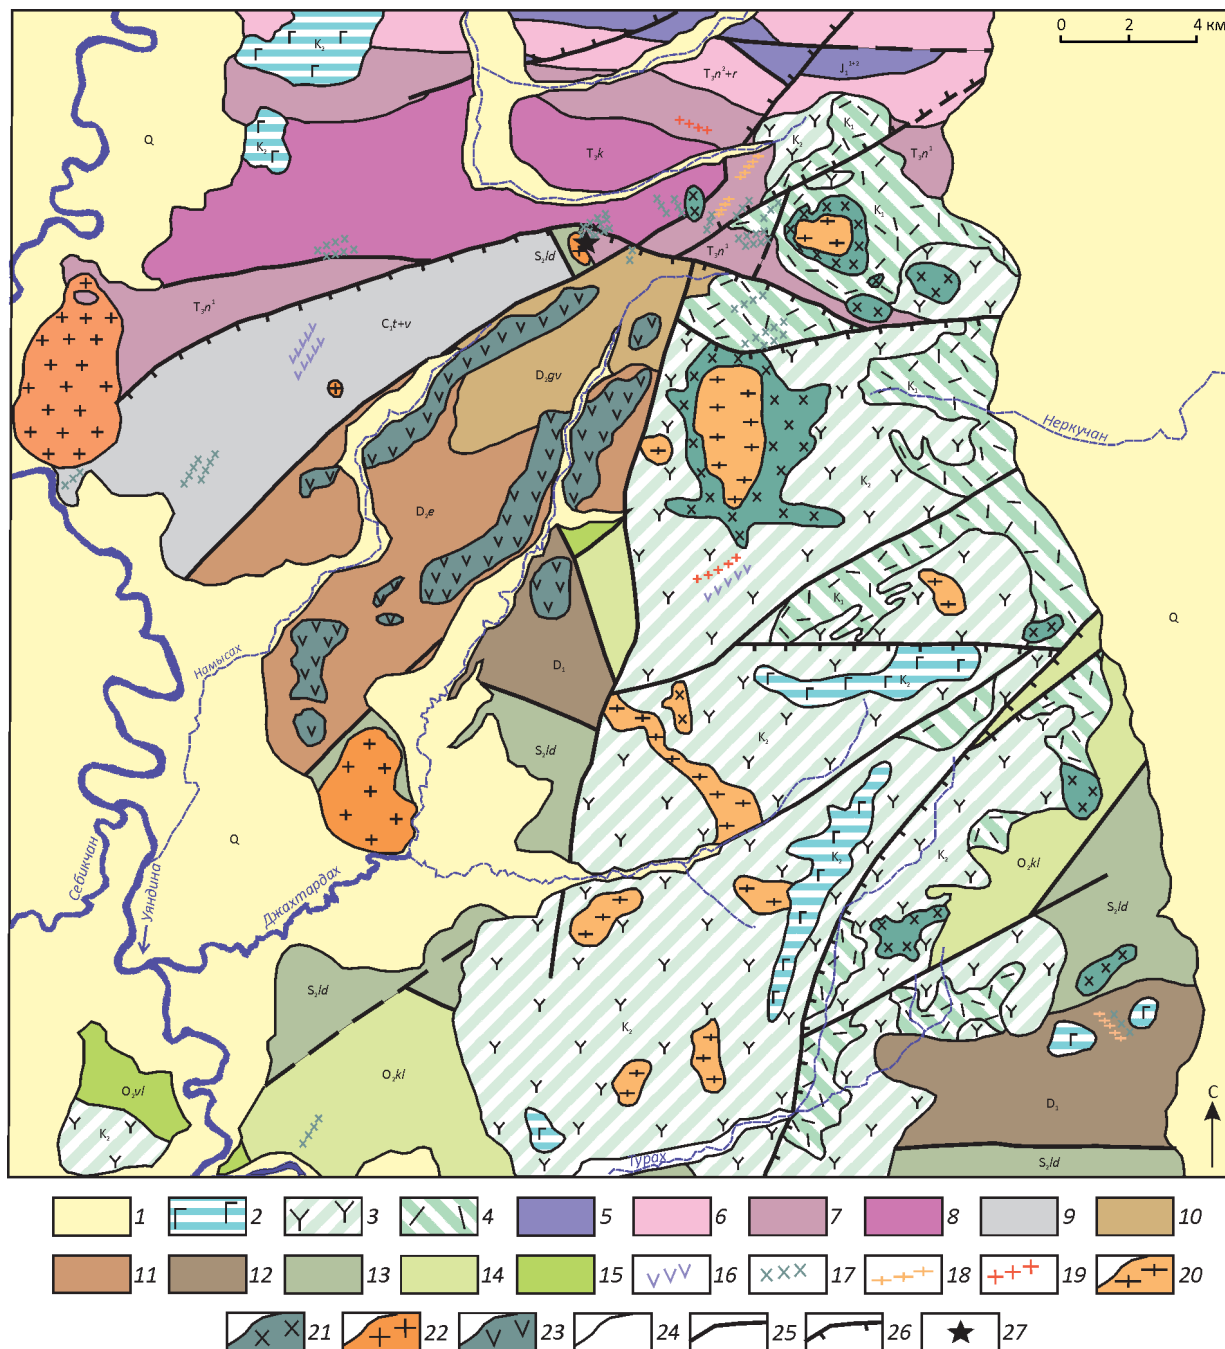 0 2 4 км
K₂
T₃n²+r
J₁¹⁺²
Q
K₂
T₃k
K₂
K₁
T₃n¹
K₁
S₂ld
T₃n¹
T₃n¹
C₁t+v
D₂gv
K₁
Неркучан
D₂e
K₂
Намысах
K₁
Q
D₁
K₂
S₂ld
K₂
Q
K₂
K₂
O₂kl
Себикчан
Уяндина
Джахтардах
S₂ld
S₂ld
K₂
O₂kl
O₃vl
K₂
D₁
С
Турах
S₂ld
1 2 3 4 5 6 7 8 9 10
11 12 13 14 15 16 17 18 19 20
21 22 23 24 25 26 27